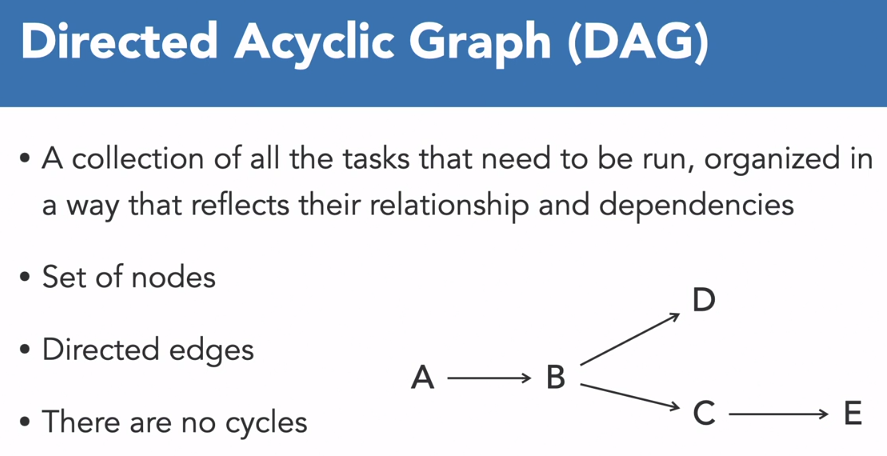 Directed Acyclic Graph (DAG)
• A collection of all the tasks that need to be run, organized in
a way that reflects their relationship and dependencies
• Set of nodes
• Directed edges
• There are no cycles
D
A
B
C
E